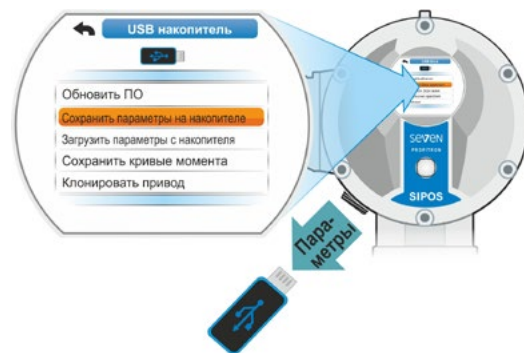 USB накопитель
Обновить ПО
Сохранить параметры на накопителе
Загрузить параметры с накопителя
Сохранить кривые момента
Клонировать привод
seven
PROFITRON
SIPOS
Пара-
метры